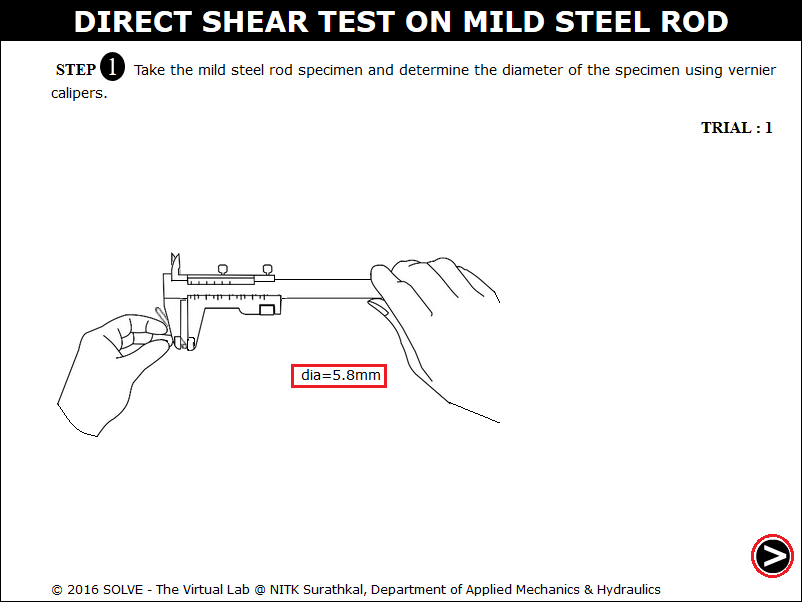 DIRECT SHEAR TEST ON MILD STEEL ROD
STEP 1 Take the mild steel rod specimen and determine the diameter of the specimen using vernier
calipers.
TRIAL : 1
dia=5.8mm
>
© 2016 SOLVE - The Virtual Lab @ NITK Surathkal, Department of Applied Mechanics & Hydraulics